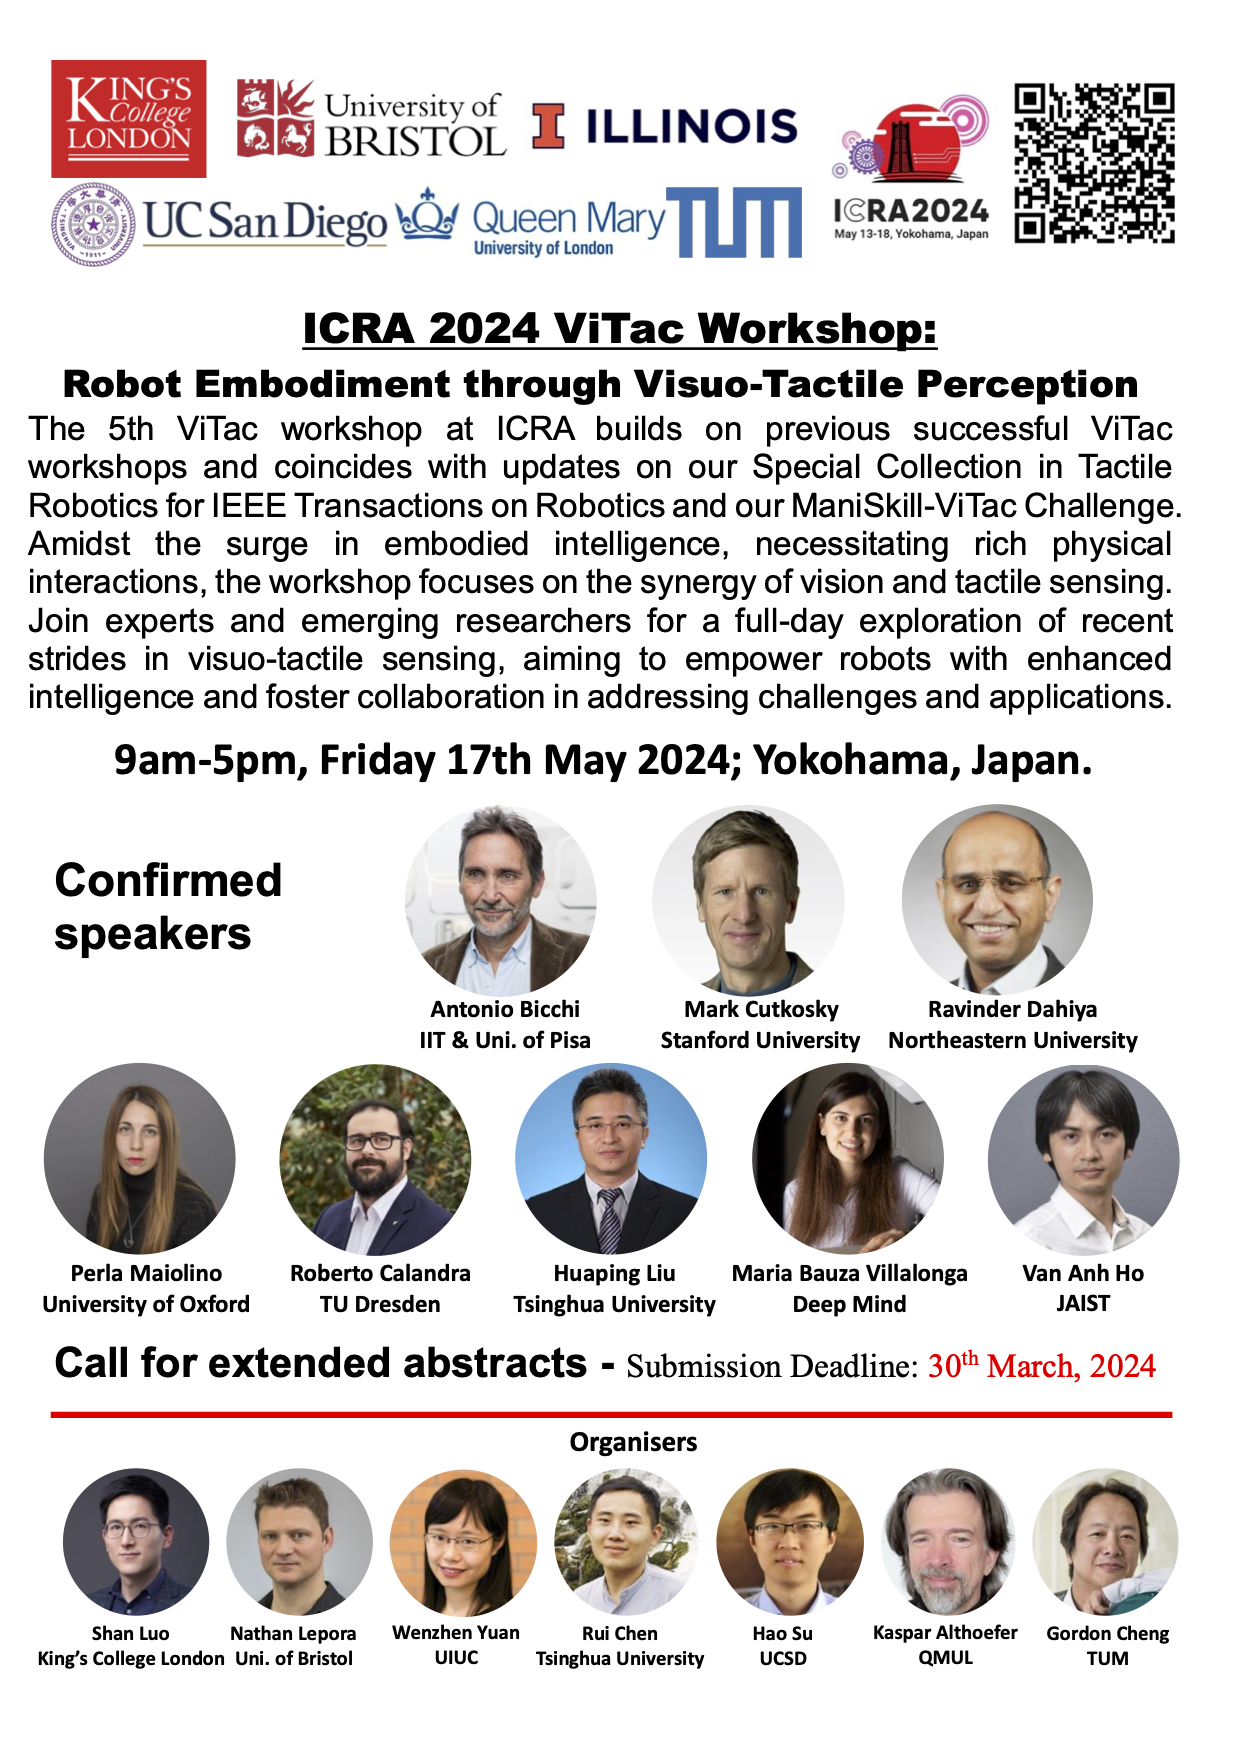 KING'S
College
LONDON
University of
BRISTOL
ILLINOIS
UC San Diego
Queen Mary
University of London
TUM
ICRA2024
May 13-18, Yokohama, Japan
TSINGHUA UNIVERSITY
-1911-
ICRA 2024 ViTac Workshop:
Robot Embodiment through Visuo-Tactile Perception
The 5th ViTac workshop at ICRA builds on previous successful ViTac
workshops and coincides with updates on our Special Collection in Tactile
Robotics for IEEE Transactions on Robotics and our ManiSkill-ViTac Challenge.
Amidst the surge in embodied intelligence, necessitating rich physical
interactions, the workshop focuses on the synergy of vision and tactile sensing.
Join experts and emerging researchers for a full-day exploration of recent
strides in visuo-tactile sensing, aiming to empower robots with enhanced
intelligence and foster collaboration in addressing challenges and applications.
9am-5pm, Friday 17th May 2024; Yokohama, Japan.
Confirmed
speakers
Antonio Bicchi
IIT & Uni. of Pisa
Mark Cutkosky
Stanford University
Ravinder Dahiya
Northeastern University
Perla Maiolino
University of Oxford
Roberto Calandra
TU Dresden
Huaping Liu
Tsinghua University
Maria Bauza Villalonga
Deep Mind
Van Anh Ho
JAIST
Call for extended abstracts - Submission Deadline: 30th March, 2024
Organisers
Shan Luo
King's College London
Nathan Lepora
Uni. of Bristol
Wenzhen Yuan
UIUC
Rui Chen
Tsinghua University
Hao Su
UCSD
Kaspar Althoefer
QMUL
Gordon Cheng
TUM